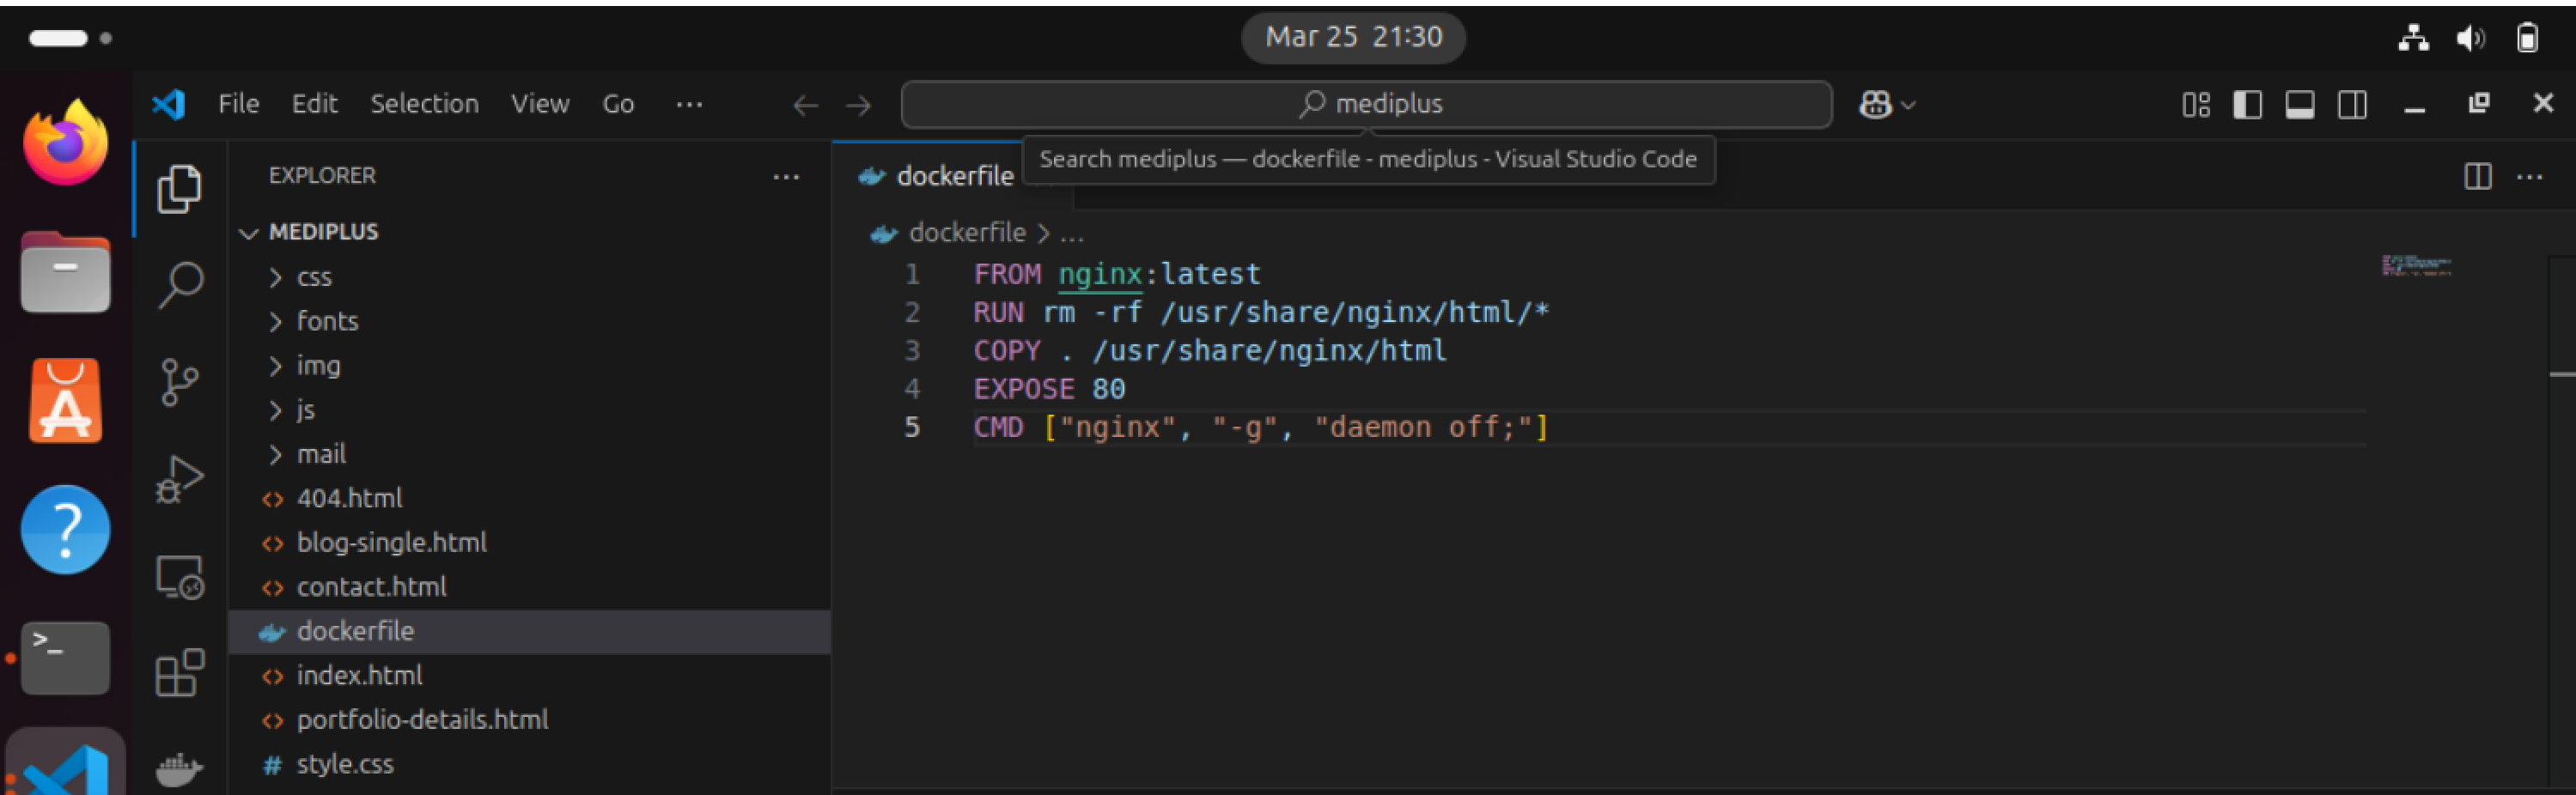 Mar 25 21:30
File Edit Selection View Go ...
mediplus
Search mediplus — dockerfile - mediplus - Visual Studio Code
EXPLORER
MEDIPLUS
css
fonts
img
js
mail
404.html
blog-single.html
contact.html
dockerfile
index.html
portfolio-details.html
# style.css
dockerfile
dockerfile > ...
1 FROM nginx:latest
2 RUN rm -rf /usr/share/nginx/html/*
3 COPY . /usr/share/nginx/html
4 EXPOSE 80
5 CMD ["nginx", "-g", "daemon off;"]